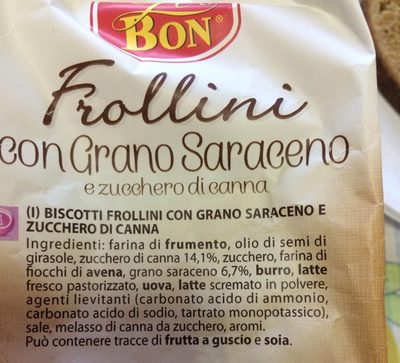 BON®
Frollini
con Grano Saraceno
e zucchero di canna
(I) BISCOTTI FROLLINI CON GRANO SARACENO E
ZUCCHERO DI CANNA
Ingredienti: farina di frumento, olio di semi di
girasole, zucchero di canna 14,1%, zucchero, farina di
fiocchi di avena, grano saraceno 6,7%, burro, latte
fresco pastorizzato, uova, latte scremato in polvere,
agenti lievitanti (carbonato acido di ammonio,
carbonato acido di sodio, tartrato monopotassico),
sale, melasso di canna da zucchero, aromi.
Può contenere tracce di frutta a guscio e soia.